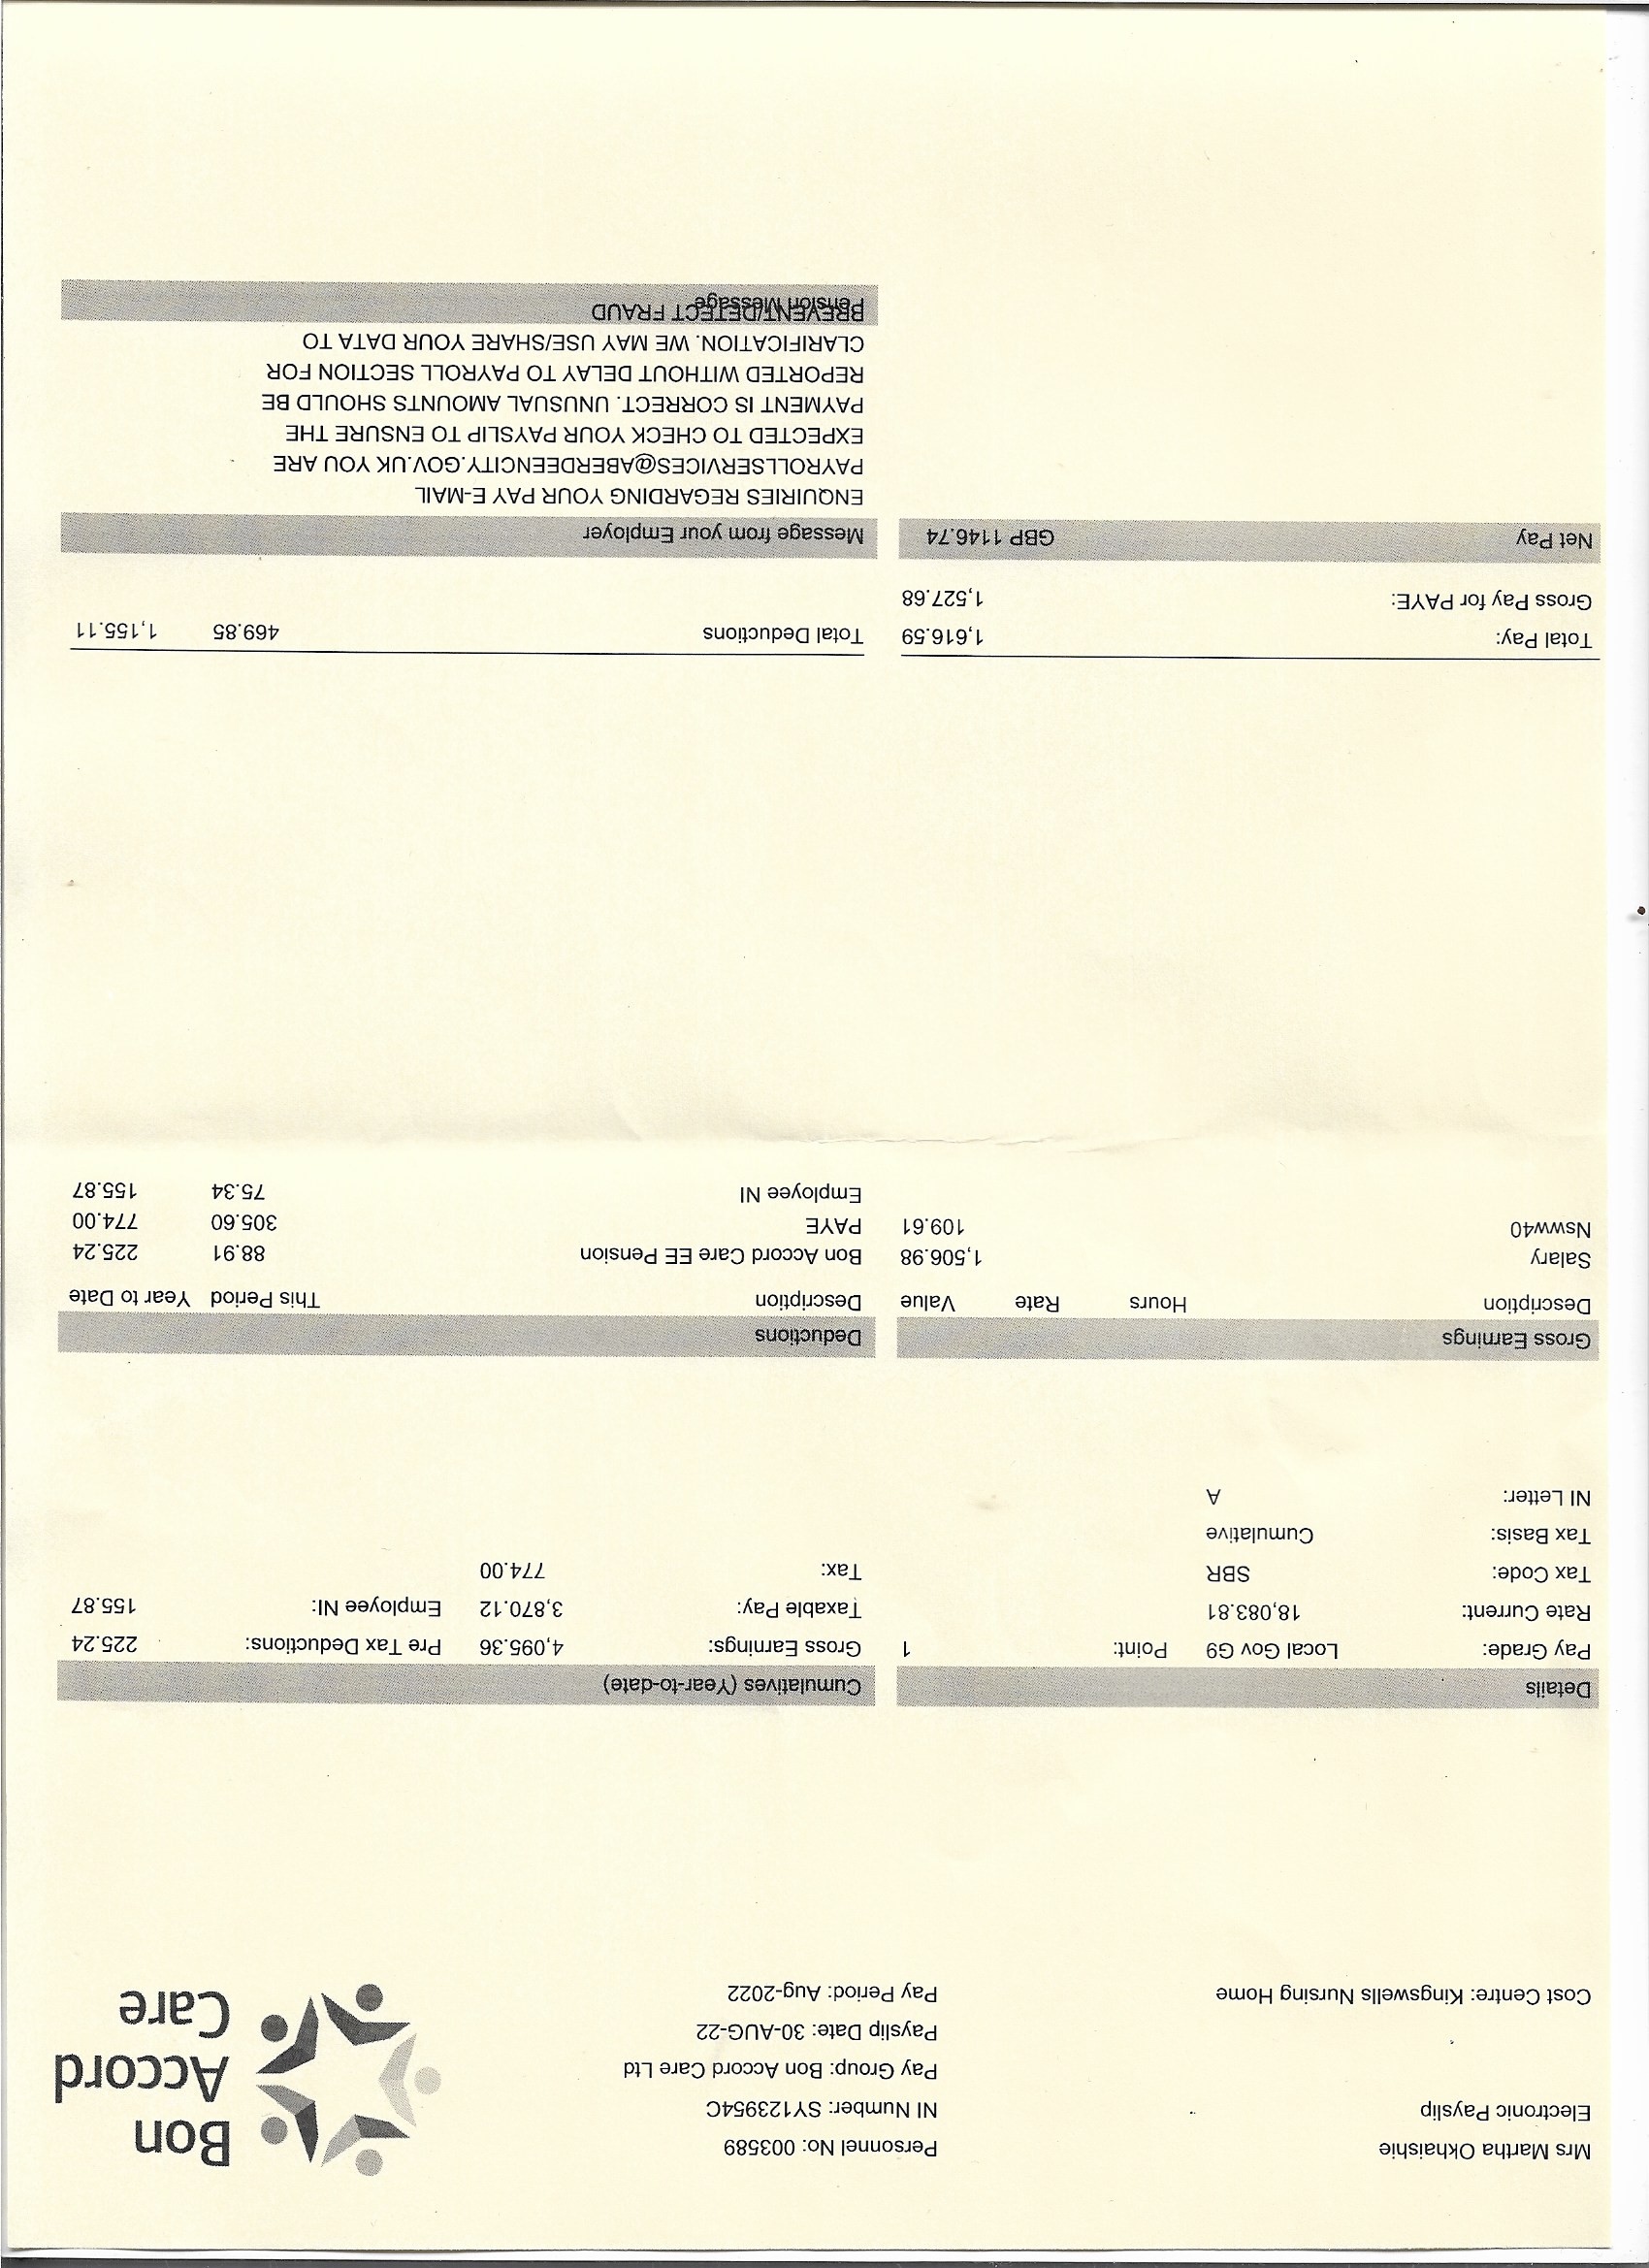 Mrs Martha Okhaishie
Electronic Payslip
Cost Centre: Kingswells Nursing Home
Personnel No: 003589
NI Number: SY123954C
Pay Group: Bon Accord Care Ltd
Payslip Date: 30-AUG-22
Pay Period: Aug-2022
Bon
Accord
Care
Details
Pay Grade: Local Gov G9 Point: 1
Rate Current: 18,083.81
Tax Code: SBR
Tax Basis: Cumulative
NI Letter: A
Cumulatives (Year-to-date)
Gross Earnings: 4,095.36 Pre Tax Deductions: 225.24
Taxable Pay: 3,870.12 Employee NI: 155.87
Tax: 774.00
Gross Earnings
Description Hours Rate Value
Salary 1,506.98
Nsww40 109.61
Deductions
Description This Period Year to Date
Bon Accord Care EE Pension 88.91 225.24
PAYE 305.60 774.00
Employee NI 75.34 155.87
Total Pay: 1,616.59
Gross Pay for PAYE: 1,527.68
Total Deductions 469.85 1,155.11
Net Pay GBP 1146.74
Message from your Employer
ENQUIRIES REGARDING YOUR PAY E-MAIL
PAYROLLSERVICES@ABERDEENCITY.GOV.UK YOU ARE
EXPECTED TO CHECK YOUR PAYSLIP TO ENSURE THE
PAYMENT IS CORRECT. UNUSUAL AMOUNTS SHOULD BE
REPORTED WITHOUT DELAY TO PAYROLL SECTION FOR
CLARIFICATION. WE MAY USE/SHARE YOUR DATA TO
PREVENT/DETECT FRAUD
Pension Message